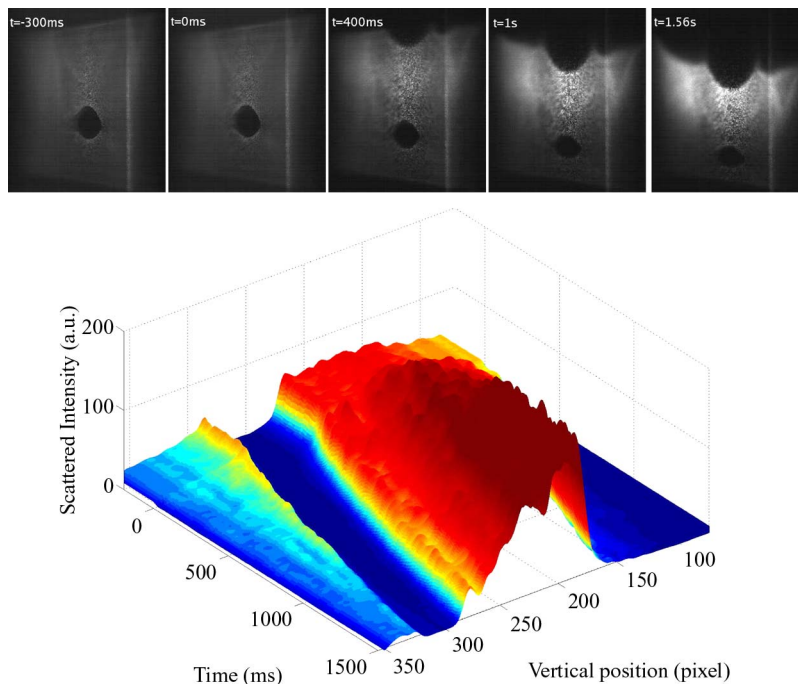 t=-300ms
t=0ms
t=400ms
t=1s
t=1.56s
200
100
0
Scattered Intensity (a.u.)
0
500
1000
1500
Time (ms)
350
300
250
200
150
100
Vertical position (pixel)